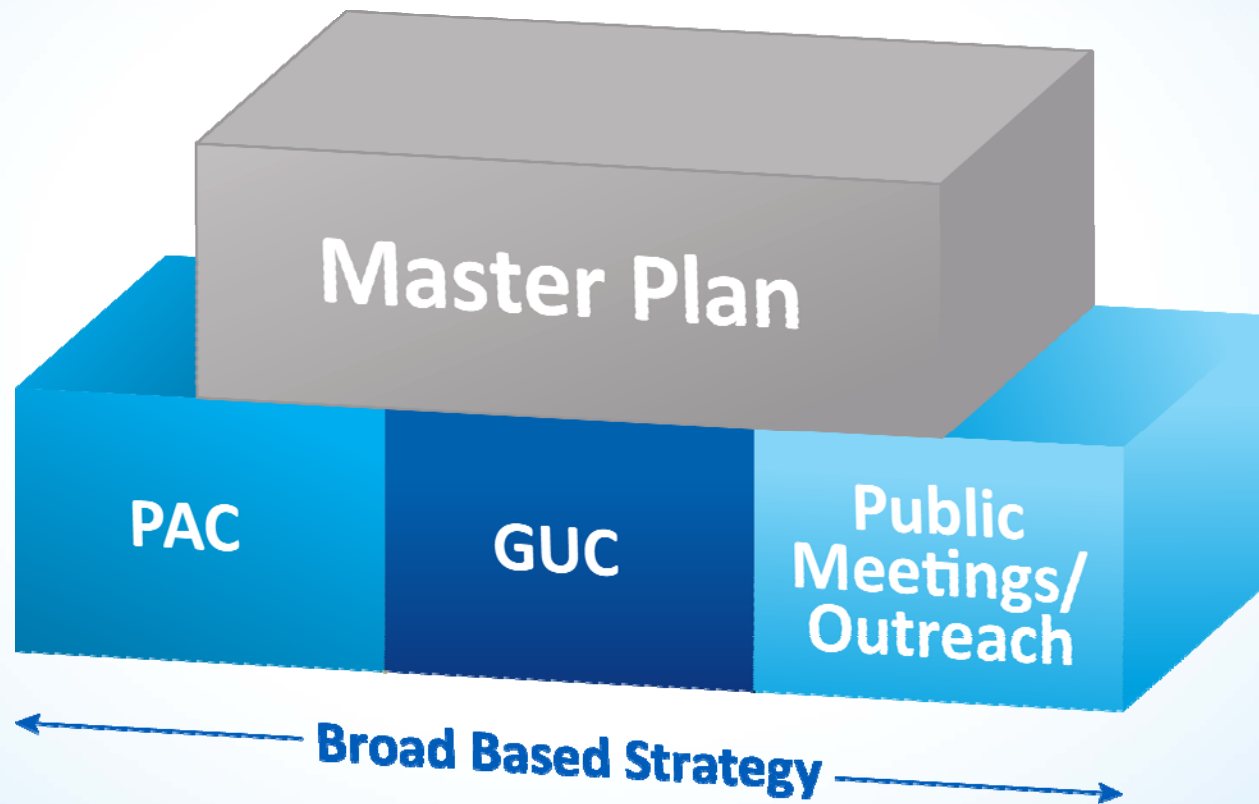 Master Plan
PAC
GUC
Public
Meetings/
Outreach
Broad Based Strategy